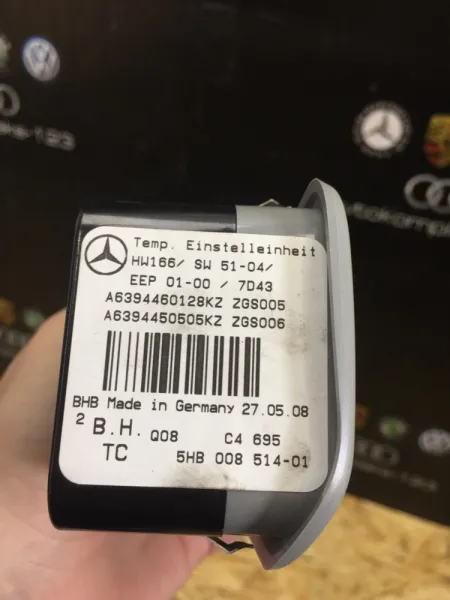 Temp. Einstelleinheit
HW166/ SW 51-04/
EEP 01-00 / 7D43
A6394460128KZ ZGS005
A6394450505KZ ZGS006
BHB Made in Germany 27.05.08
2 B.H. Q08 C4 695
TC 5HB 008 514-01